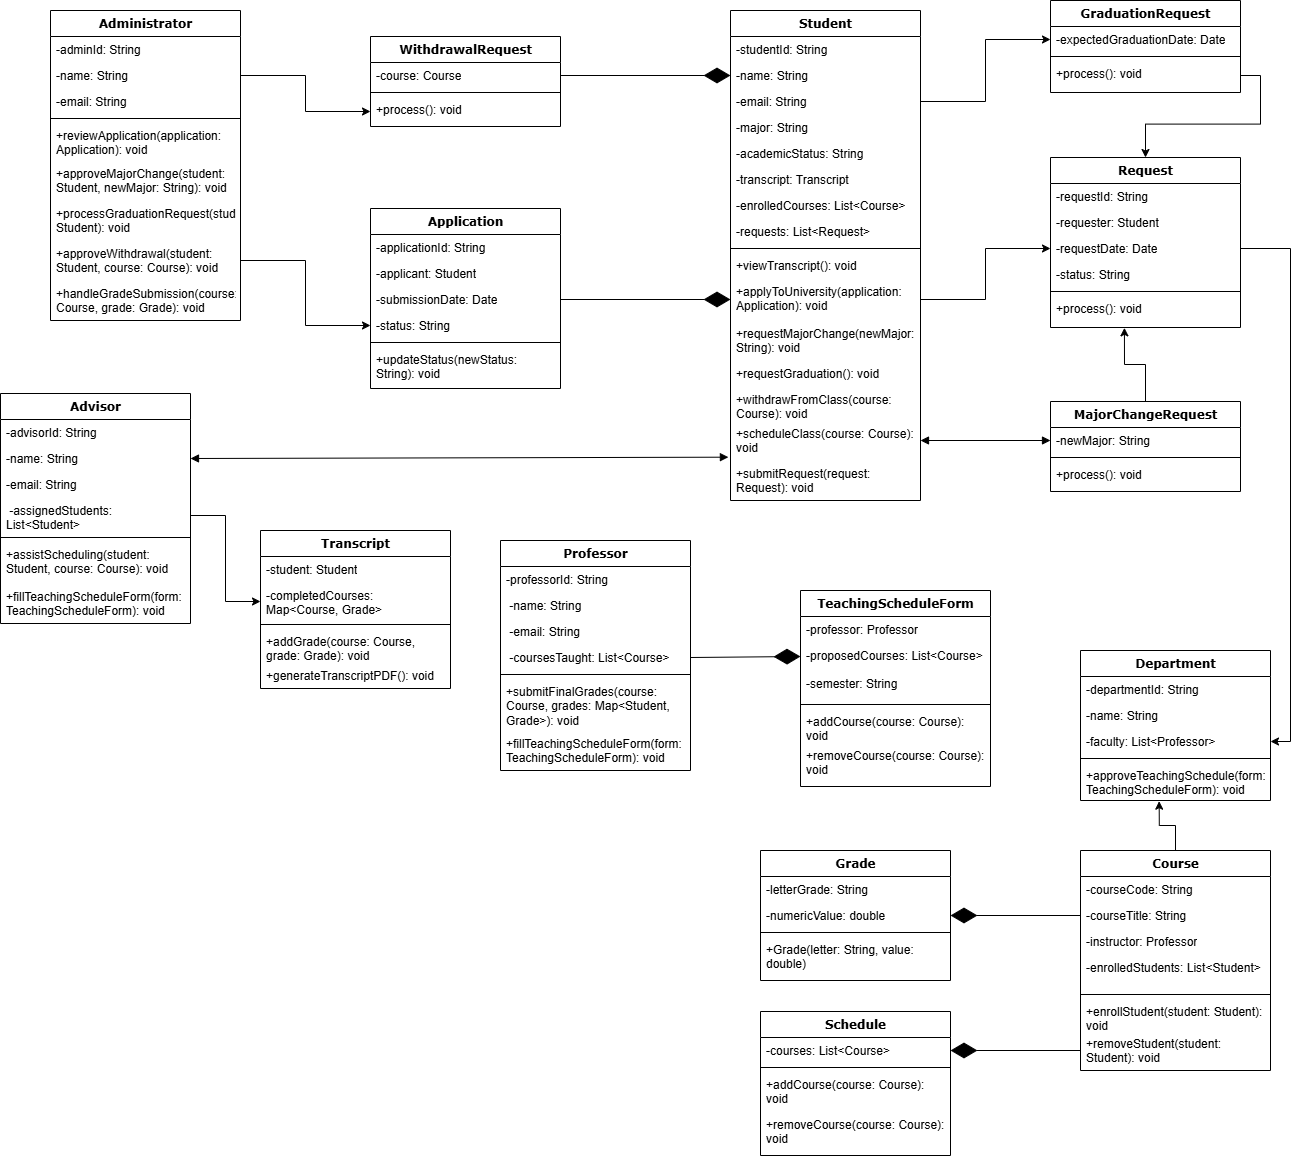 Administrator
-adminId: String
-name: String
-email: String
+reviewApplication(application:
Application): void
+approveMajorChange(student:
Student, newMajor: String): void
+processGraduationRequest(stud
Student): void
+approveWithdrawal(student:
Student, course: Course): void
+handleGradeSubmission(course:
Course, grade: Grade): void
WithdrawalRequest
-course: Course
+process(): void
Application
-applicationId: String
-applicant: Student
-submissionDate: Date
-status: String
+updateStatus(newStatus:
String): void
Student
-studentId: String
-name: String
-email: String
-major: String
-academicStatus: String
-transcript: Transcript
-enrolledCourses: List<Course>
-requests: List<Request>
+viewTranscript(): void
+applyToUniversity(application:
Application): void
+requestMajorChange(newMajor:
String): void
+requestGraduation(): void
+withdrawFromClass(course:
Course): void
+scheduleClass(course: Course):
void
+submitRequest(request:
Request): void
GraduationRequest
-expectedGraduationDate: Date
+process(): void
Request
-requestId: String
-requester: Student
-requestDate: Date
-status: String
+process(): void
MajorChangeRequest
-newMajor: String
+process(): void
Advisor
-advisorId: String
-name: String
-email: String
-assignedStudents:
List<Student>
+assistScheduling(student:
Student, course: Course): void
+fillTeachingScheduleForm(form:
TeachingScheduleForm): void
Transcript
-student: Student
-completedCourses:
Map<Course, Grade>
+addGrade(course: Course,
grade: Grade): void
+generateTranscriptPDF(): void
Professor
-professorId: String
-name: String
-email: String
-coursesTaught: List<Course>
+submitFinalGrades(course:
Course, grades: Map<Student,
Grade>): void
+fillTeachingScheduleForm(form:
TeachingScheduleForm): void
TeachingScheduleForm
-professor: Professor
-proposedCourses: List<Course>
-semester: String
+addCourse(course: Course):
void
+removeCourse(course: Course):
void
Department
-departmentId: String
-name: String
-faculty: List<Professor>
+approveTeachingSchedule(form:
TeachingScheduleForm): void
Grade
-letterGrade: String
-numericValue: double
+Grade(letter: String, value:
double)
Course
-courseCode: String
-courseTitle: String
-instructor: Professor
-enrolledStudents: List<Student>
+enrollStudent(student: Student):
void
+removeStudent(student:
Student): void
Schedule
-courses: List<Course>
+addCourse(course: Course):
void
+removeCourse(course: Course):
void